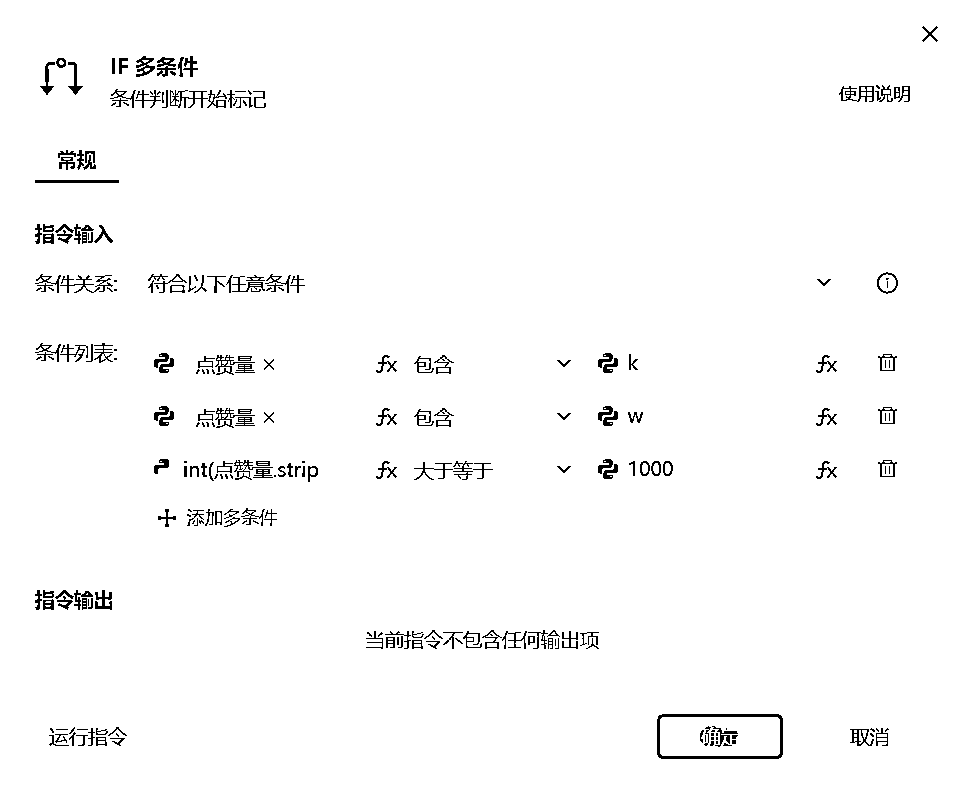 IF 多条件
条件判断开始标记
使用说明
常规
指令输入
条件关系: 符合以下任意条件
条件列表: 点赞量 × fx 包含 k fx
点赞量 × fx 包含 w fx
int(点赞量.strip fx 大于等于 1000 fx
添加多条件
指令输出
当前指令不包含任何输出项
运行指令 确定 取消